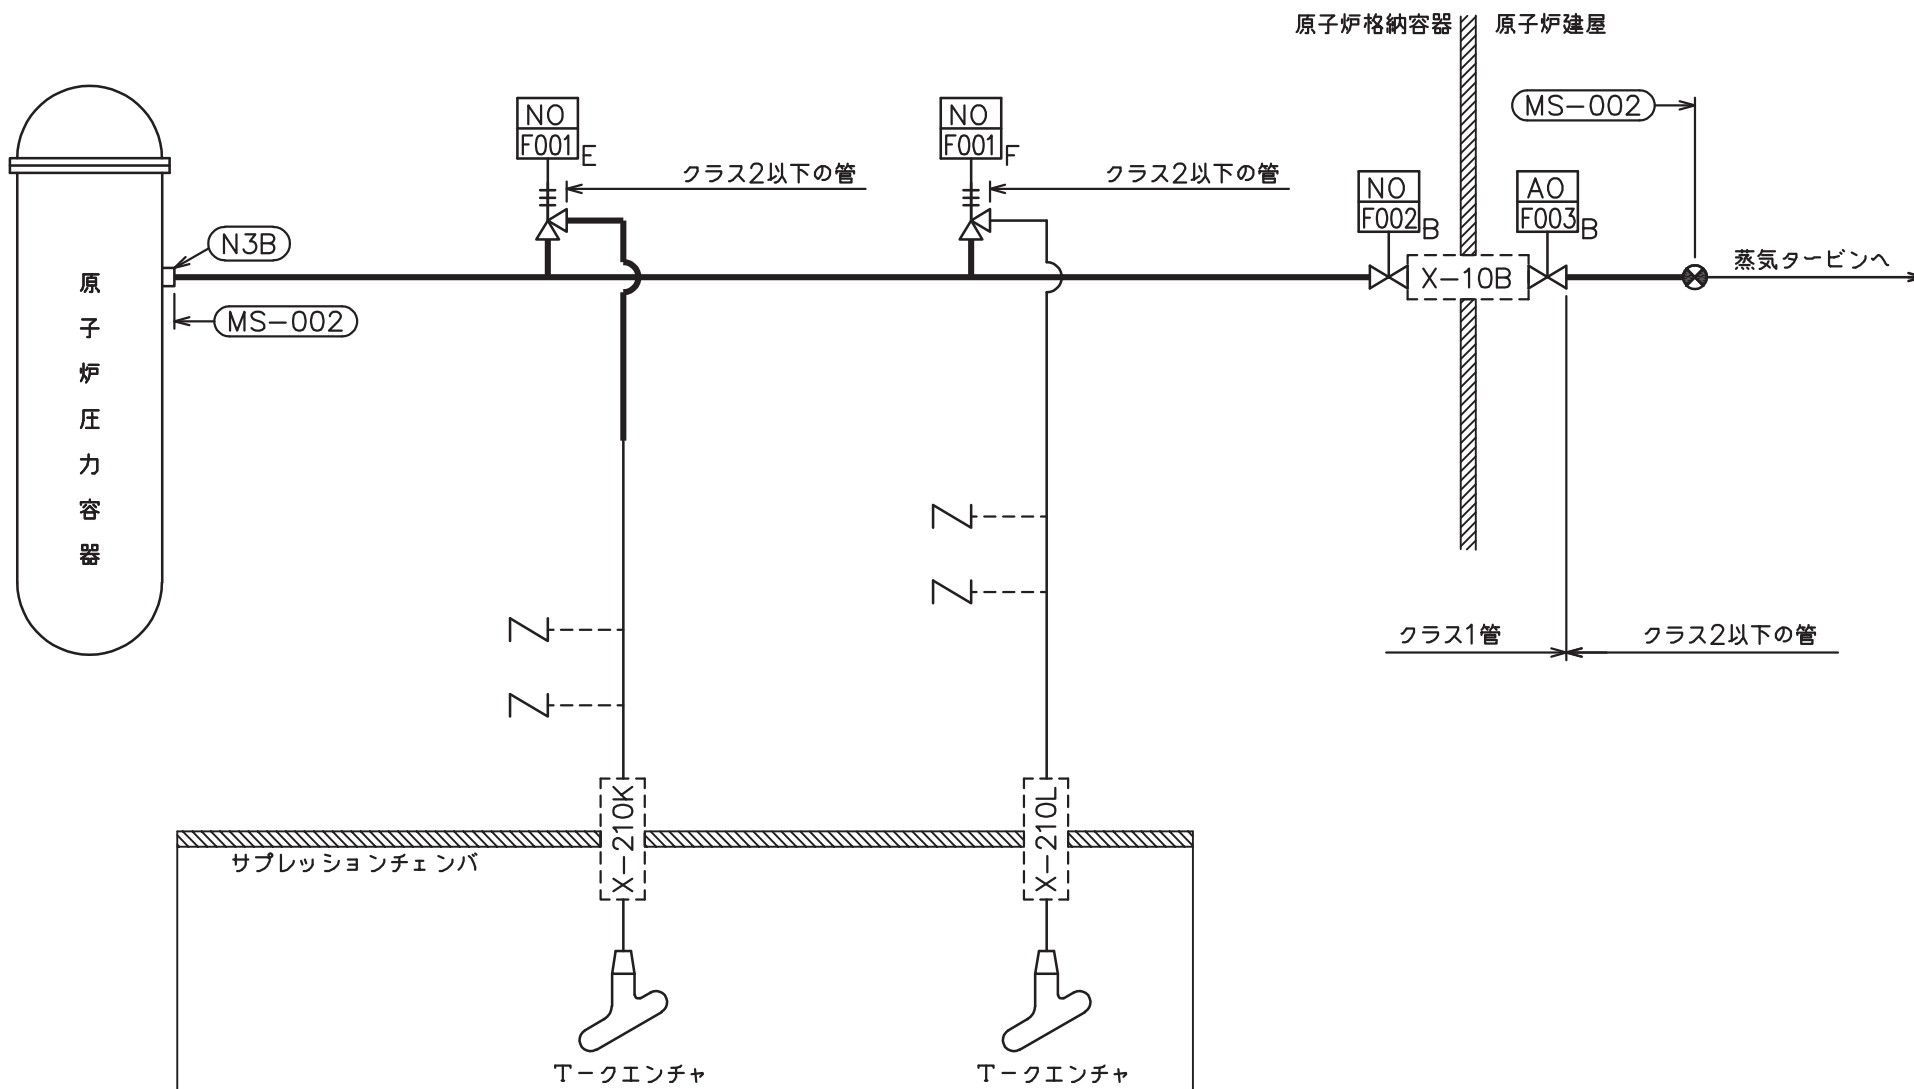 原子炉格納容器
原子炉建屋
MS-002
NO
F001E
NO
F001F
クラス2以下の管
クラス2以下の管
NO
F002B
AO
F003B
N3B
蒸気タービンへ
X-10B
MS-002
原子炉圧力容器
クラス1管
クラス2以下の管
X-210K
X-210L
サプレッションチェンバ
T-クエンチャ
T-クエンチャ